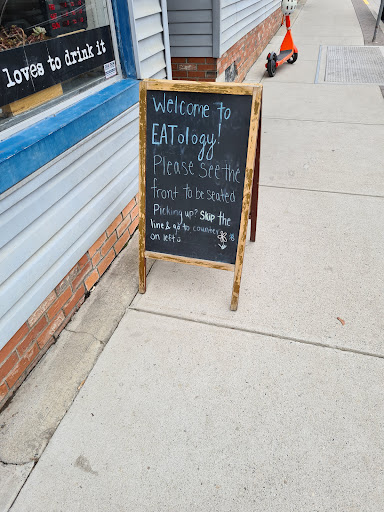 loves to drink it
Welcome to
EATology!
Please see the
front to be seated
Picking up? Skip the
line & go to counter
on left